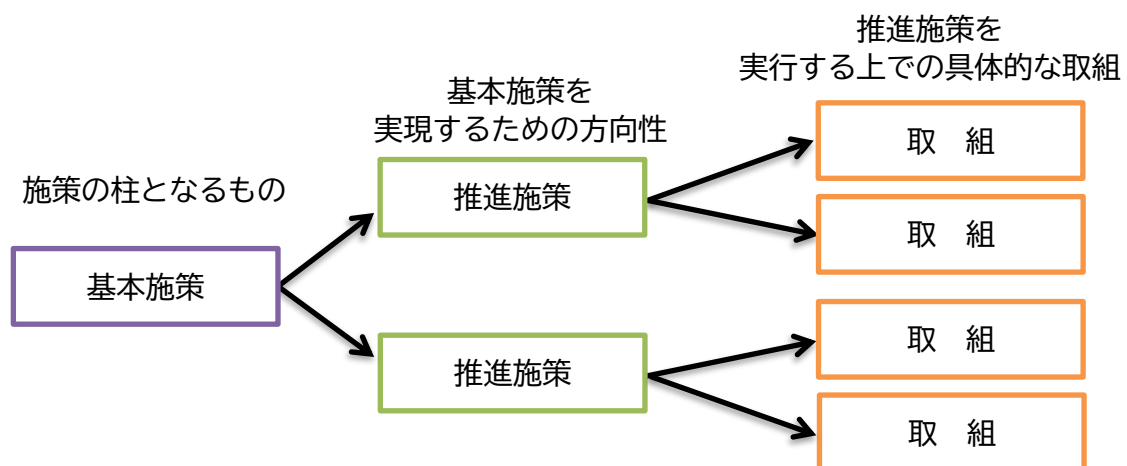 施策の柱となるもの
基本施策
基本施策を
実現するための方向性
推進施策
推進施策
推進施策を
実行する上での具体的な取組
取　組
取　組
取　組
取　組